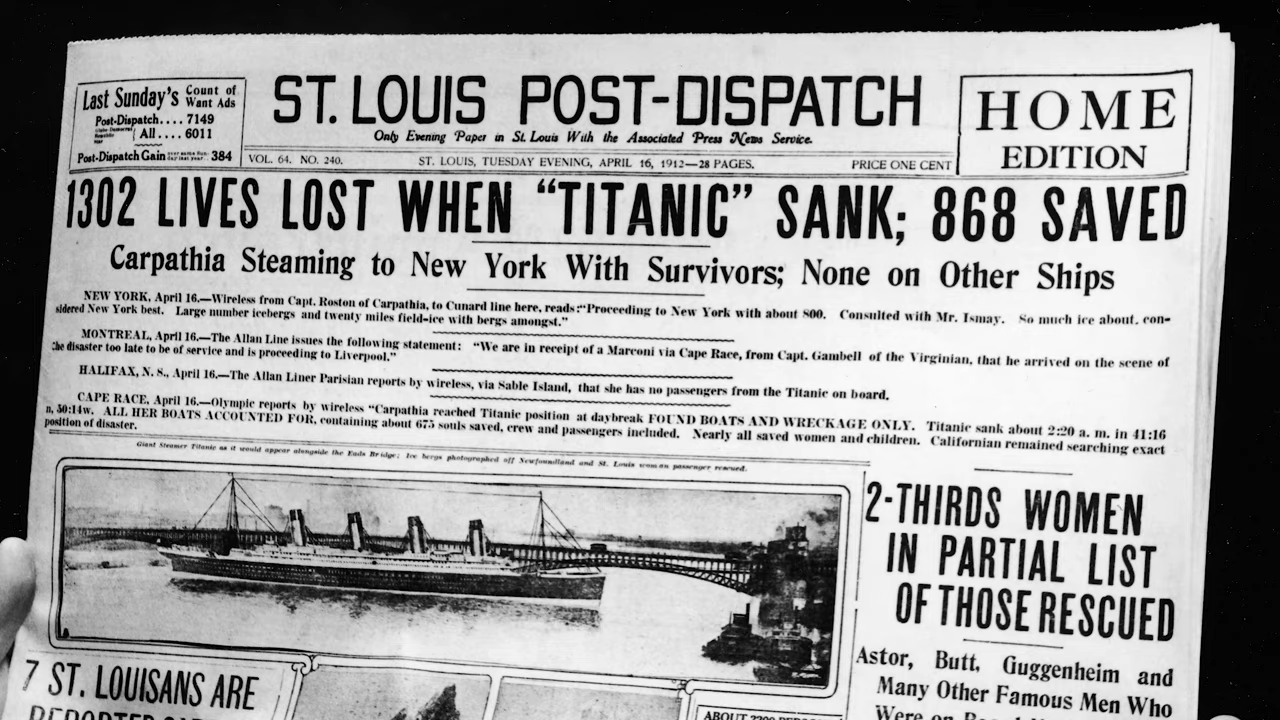 Last Sunday's Count of Want Ads
Post-Dispatch.... 7149
Globe-Democrat Republic Star All .... 6011
Post-Dispatch Gain over same Sunday last year.. 384
ST. LOUIS POST-DISPATCH
Only Evening Paper in St. Louis With the Associated Press News Service.
VOL. 64. NO. 240. ST. LOUIS, TUESDAY EVENING, APRIL 16, 1912—28 PAGES. PRICE ONE CENT
HOME
EDITION
1302 LIVES LOST WHEN "TITANIC" SANK; 868 SAVED
Carpathia Steaming to New York With Survivors; None on Other Ships
NEW YORK, April 16.—Wireless from Capt. Roston of Carpathia, to Cunard line here, reads: "Proceeding to New York with about 800. Consulted with Mr. Ismay. So much ice about, con-
sidered New York best. Large number icebergs and twenty miles field-ice with bergs amongst."
MONTREAL, April 16.—The Allan Line issues the following statement: "We are in receipt of a Marconi via Cape Race, from Capt. Gambell of the Virginian, that he arrived on the scene of
the disaster too late to be of service and is proceeding to Liverpool."
HALIFAX, N. S., April 16.—The Allan Liner Parisian reports by wireless, via Sable Island, that she has no passengers from the Titanic on board.
CAPE RACE, April 16.—Olympic reports by wireless "Carpathia reached Titanic position at daybreak FOUND BOATS AND WRECKAGE ONLY. Titanic sank about 2:20 a. m. in 41:16
n, 50:14w. ALL HER BOATS ACCOUNTED FOR, containing about 675 souls saved, crew and passengers included. Nearly all saved women and children. Californian remained searching exact
position of disaster.
Giant Steamer Titanic as it would appear alongside the Eads Bridge; Ice bergs photographed off Newfoundland and St. Louis woman passenger rescued.
2-THIRDS WOMEN
IN PARTIAL LIST
OF THOSE RESCUED
Astor, Butt, Guggenheim and
Many Other Famous Men Who
7 ST. LOUISANS ARE